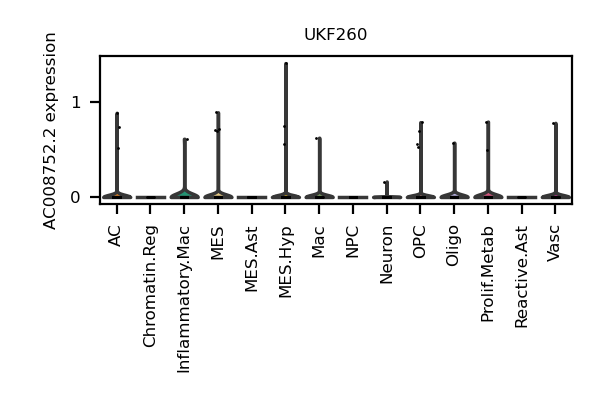 UKF260
AC008752.2 expression
1
0
AC
Chromatin.Reg
Inflammatory.Mac
MES
MES.Ast
MES.Hyp
Mac
NPC
Neuron
OPC
Oligo
Prolif.Metab
Reactive.Ast
Vasc